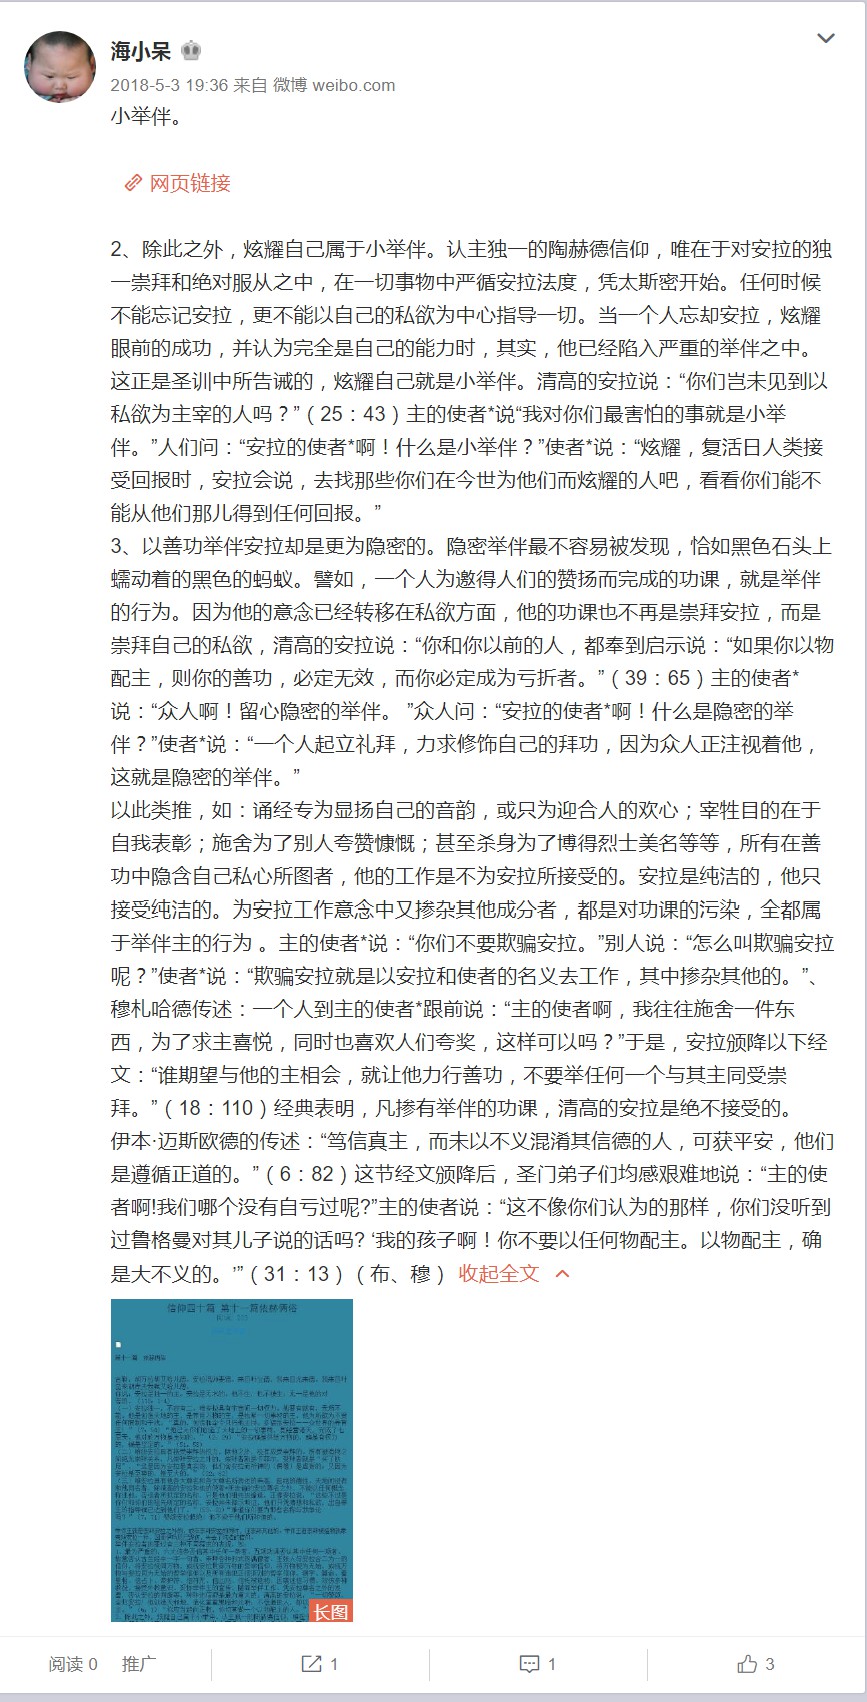 海小呆
2018-5-3 19:36 来自 微博 weibo.com
小举伴。
网页链接
2、除此之外，炫耀自己属于小举伴。认主独一的陶赫德信仰，唯在于对安拉的独
一崇拜和绝对服从之中，在一切事物中严循安拉法度，凭太斯密开始。任何时候
不能忘记安拉，更不能以自己的私欲为中心指导一切。当一个人忘却安拉，炫耀
眼前的成功，并认为完全是自己的能力时，其实，他已经陷入严重的举伴之中。
这正是圣训中所告诫的，炫耀自己就是小举伴。清高的安拉说：“你们岂未见到以
私欲为主宰的人吗？”（25：43）主的使者*说“我对你们最害怕的事就是小举
伴。”人们问：“安拉的使者*啊！什么是小举伴？”使者*说：“炫耀，复活日人类接
受回报时，安拉会说，去找那些你们在今世为他们而炫耀的人吧，看看你们能不
能从他们那儿得到任何回报。”
3、以善功举伴安拉却是更为隐密的。隐密举伴最不容易被发现，恰如黑色石头上
蠕动着的黑色的蚂蚁。譬如，一个人为邀得人们的赞扬而完成的功课，就是举伴
的行为。因为他的意念已经转移在私欲方面，他的功课也不再是崇拜安拉，而是
崇拜自己的私欲，清高的安拉说：“你和你以前的人，都奉到启示说：“如果你以物
配主，则你的善功，必定无效，而你必定成为亏折者。”（39：65）主的使者*
说：“众人啊！留心隐密的举伴。 ”众人问：“安拉的使者*啊！什么是隐密的举
伴？”使者*说：“一个人起立礼拜，力求修饰自己的拜功，因为众人正注视着他，
这就是隐密的举伴。”
以此类推，如：诵经专为显扬自己的音韵，或只为迎合人的欢心；宰牲目的在于
自我表彰；施舍为了别人夸赞慷慨；甚至杀身为了博得烈士美名等等，所有在善
功中隐含自己私心所图者，他的工作是不为安拉所接受的。安拉是纯洁的，他只
接受纯洁的。为安拉工作意念中又掺杂其他成分者，都是对功课的污染，全都属
于举伴主的行为 。主的使者*说：“你们不要欺骗安拉。”别人说：“怎么叫欺骗安拉
呢？”使者*说：“欺骗安拉就是以安拉和使者的名义去工作，其中掺杂其他的。”、
穆札哈德传述：一个人到主的使者*跟前说：“主的使者啊，我往往施舍一件东
西，为了求主喜悦，同时也喜欢人们夸奖，这样可以吗？”于是，安拉颁降以下经
文：“谁期望与他的主相会，就让他力行善功，不要举任何一个与其主同受崇
拜。”（18：110）经典表明，凡掺有举伴的功课，清高的安拉是绝不接受的。
伊本·迈斯欧德的传述：“笃信真主，而未以不义混淆其信德的人，可获平安，他们
是遵循正道的。”（6：82）这节经文颁降后，圣门弟子们均感艰难地说：“主的使
者啊!我们哪个没有自亏过呢?”主的使者说：“这不像你们认为的那样，你们没听到
过鲁格曼对其儿子说的话吗? ‘我的孩子啊！你不要以任何物配主。以物配主，确
是大不义的。’”（31：13）（布、穆） 收起全文
信仰四十篇 第十一篇
长图
阅读 0 推广 1 1 3